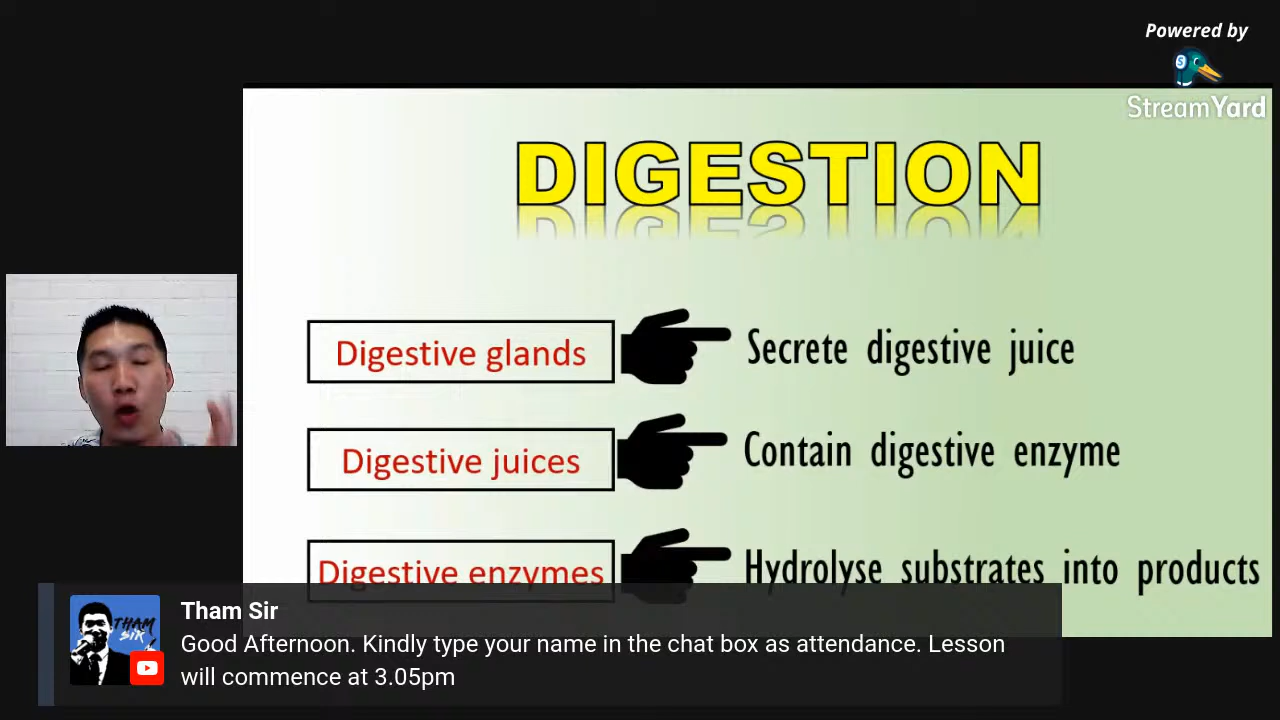 Powered by
StreamYard
DIGESTION
Digestive glands
Secrete digestive juice
Digestive juices
Contain digestive enzyme
Digestive enzymes
Hydrolyse substrates into products
THAM
SIR
Tham Sir
Good Afternoon. Kindly type your name in the chat box as attendance. Lesson
will commence at 3.05pm